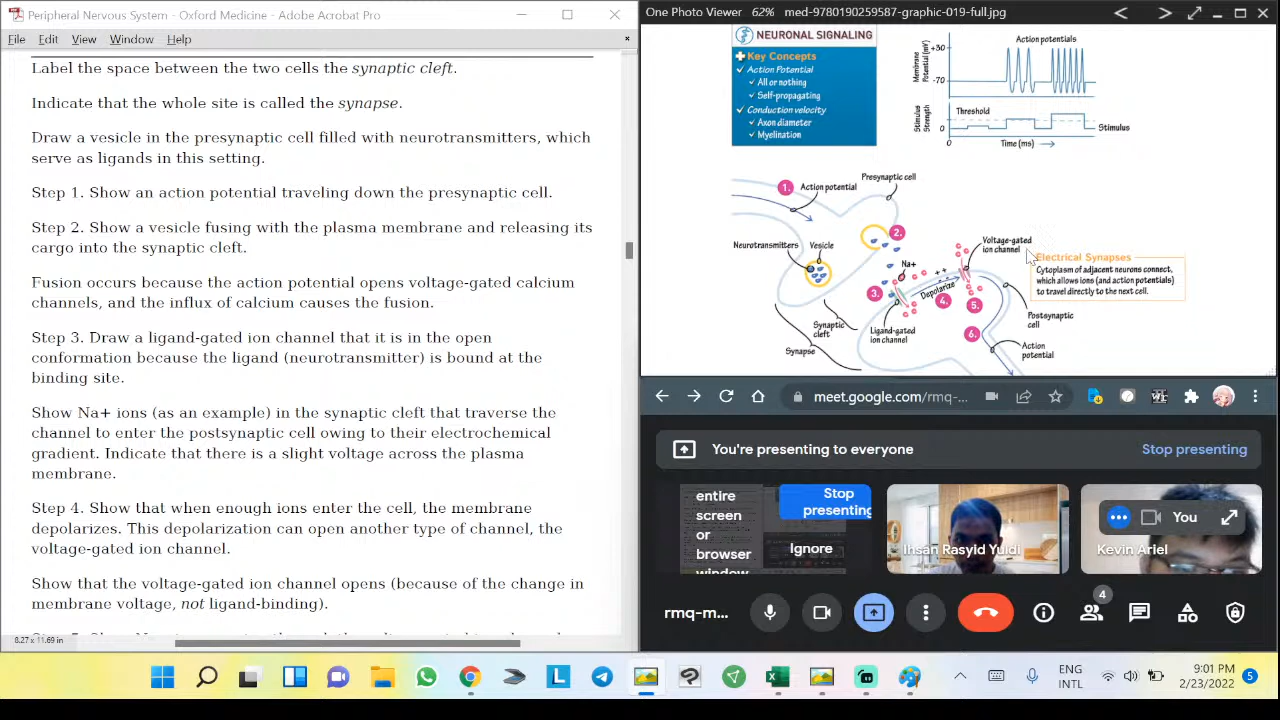 Peripheral Nervous System - Oxford Medicine - Adobe Acrobat Pro
File Edit View Window Help
Label the space between the two cells the synaptic cleft.
Indicate that the whole site is called the synapse.
Draw a vesicle in the presynaptic cell filled with neurotransmitters, which
serve as ligands in this setting.
Step 1. Show an action potential traveling down the presynaptic cell.
Step 2. Show a vesicle fusing with the plasma membrane and releasing its
cargo into the synaptic cleft.
Fusion occurs because the action potential opens voltage-gated calcium
channels, and the influx of calcium causes the fusion.
Step 3. Draw a ligand-gated ion channel that it is in the open
conformation because the ligand (neurotransmitter) is bound at the
binding site.
Show Na+ ions (as an example) in the synaptic cleft that traverse the
channel to enter the postsynaptic cell owing to their electrochemical
gradient. Indicate that there is a slight voltage across the plasma
membrane.
Step 4. Show that when enough ions enter the cell, the membrane
depolarizes. This depolarization can open another type of channel, the
voltage-gated ion channel.
Show that the voltage-gated ion channel opens (because of the change in
membrane voltage, not ligand-binding).
8.27 x 11.69 in
One Photo Viewer 62% med-9780190259587-graphic-019-full.jpg
NEURONAL SIGNALING
Key Concepts
Action Potential
All or nothing
Self-propagating
Conduction velocity
Axon diameter
Myelination
Action potentials
Membrane
Potential (mV)
+30
-70
Stimulus
Strength
Threshold
0
Stimulus
0
Time (ms)
1.
Action potential
Presynaptic cell
2.
Neurotransmitters
Vesicle
Na+
3.
++
Depolarize
4.
Voltage-gated
ion channel
5.
Synaptic
cleft
Synapse
Ligand-gated
ion channel
6.
Postsynaptic
cell
Action
potential
Electrical Synapses
Cytoplasm of adjacent neurons connect,
which allows ions (and action potentials)
to travel directly to the next cell.
meet.google.com/rmq-...
You're presenting to everyone
Stop presenting
entire
screen
or
browser
window
Stop
presenting
Ignore
Ihsan Rasyid Yuldi
You
Kevin Ariel
rmq-m...
4
ENG
INTL
9:01 PM
2/23/2022
5